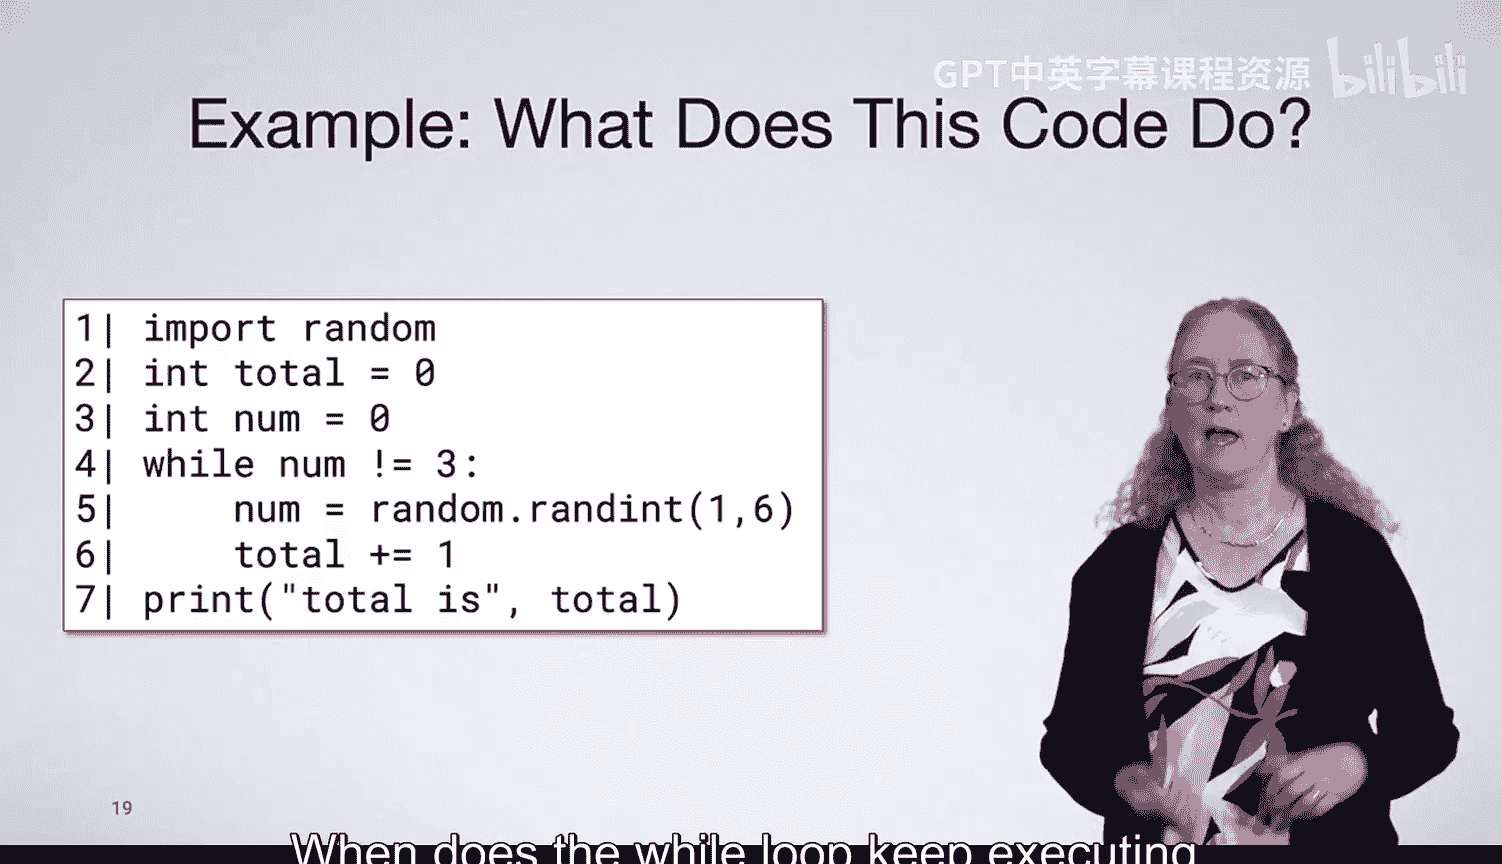 GPT中英字幕课程资源 bilibili
Example: What Does This Code Do?
1| import random
2| int total = 0
3| int num = 0
4| while num != 3:
5|     num = random.randint(1,6)
6|     total += 1
7| print("total is", total)
19
When does the while loop keep executing